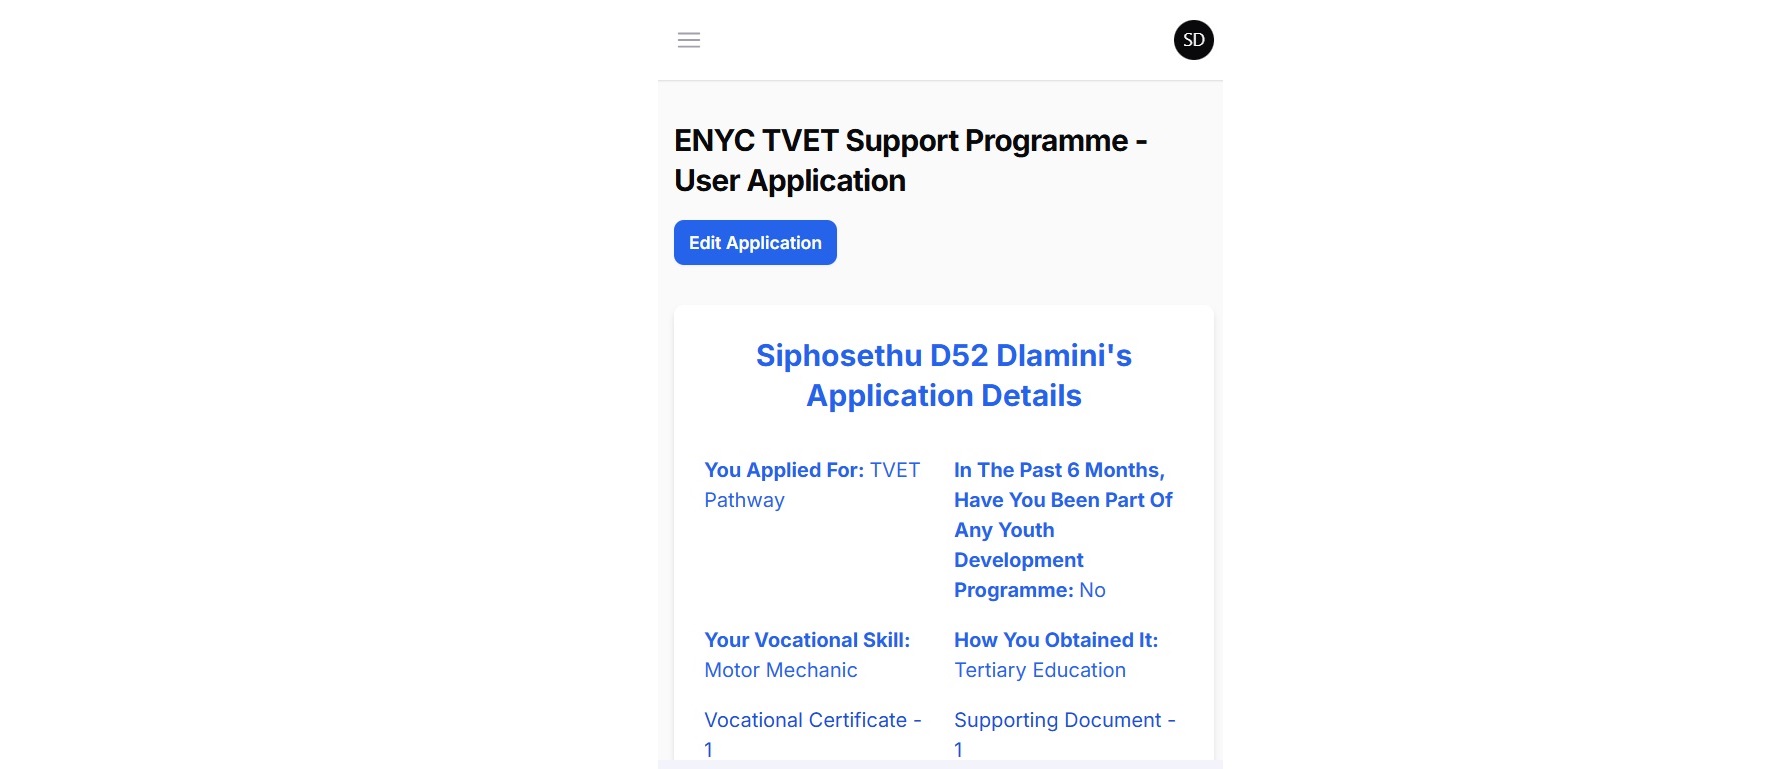 SD
ENYC TVET Support Programme -
User Application
Edit Application
Siphosethu D52 Dlamini's
Application Details
You Applied For: TVET
Pathway
In The Past 6 Months,
Have You Been Part Of
Any Youth
Development
Programme: No
Your Vocational Skill:
Motor Mechanic
How You Obtained It:
Tertiary Education
Vocational Certificate -
1
Supporting Document -
1